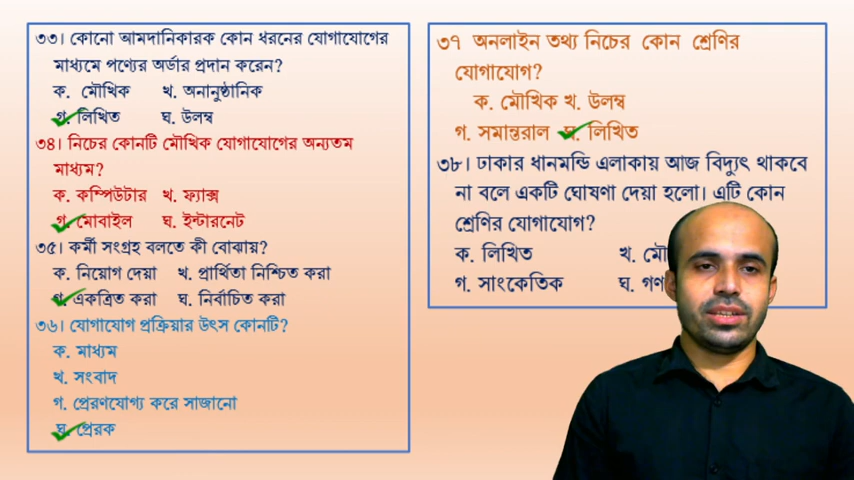 ৩৩। কোনো আমদানিকারক কোন ধরনের যোগাযোগের
মাধ্যমে পণ্যের অর্ডার প্রদান করেন?
ক. মৌখিক খ. অনানুষ্ঠানিক
গ. লিখিত ঘ. উলম্ব
৩৪। নিচের কোনটি মৌখিক যোগাযোগের অন্যতম
মাধ্যম?
ক. কম্পিউটার খ. ফ্যাক্স
গ. মোবাইল ঘ. ইন্টারনেট
৩৫। কর্মী সংগ্রহ বলতে কী বোঝায়?
ক. নিয়োগ দেয়া খ. প্রার্থিতা নিশ্চিত করা
গ. একত্রিত করা ঘ. নির্বাচিত করা
৩৬। যোগাযোগ প্রক্রিয়ার উৎস কোনটি?
ক. মাধ্যম
খ. সংবাদ
গ. প্রেরণযোগ্য করে সাজানো
ঘ. প্রেরক
৩৭ অনলাইন তথ্য নিচের কোন শ্রেণির
যোগাযোগ?
ক. মৌখিক খ. উলম্ব
গ. সমান্তরাল ঘ. লিখিত
৩৮। ঢাকার ধানমন্ডি এলাকায় আজ বিদ্যুৎ থাকবে
না বলে একটি ঘোষণা দেয়া হলো। এটি কোন
শ্রেণির যোগাযোগ?
ক. লিখিত খ.
গ. সাংকেতিক ঘ. গণ